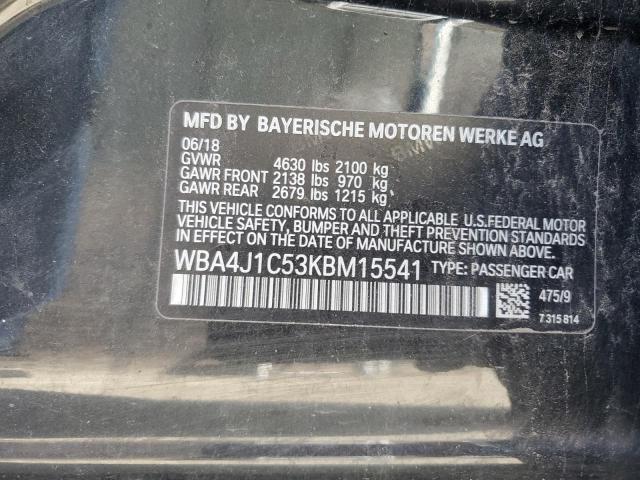 MFD BY BAYERISCHE MOTOREN WERKE AG
06/18
GVWR 4630 lbs 2100 kg
GAWR FRONT 2138 lbs 970 kg
GAWR REAR 2679 lbs 1215 kg
THIS VEHICLE CONFORMS TO ALL APPLICABLE U.S.FEDERAL MOTOR
VEHICLE SAFETY, BUMPER AND THEFT PREVENTION STANDARDS IN
EFFECT ON THE DATE OF MANUFACTURE SHOWN ABOVE.
WBA4J1C53KBM15541 TYPE: PASSENGER CAR
475/9
7315814